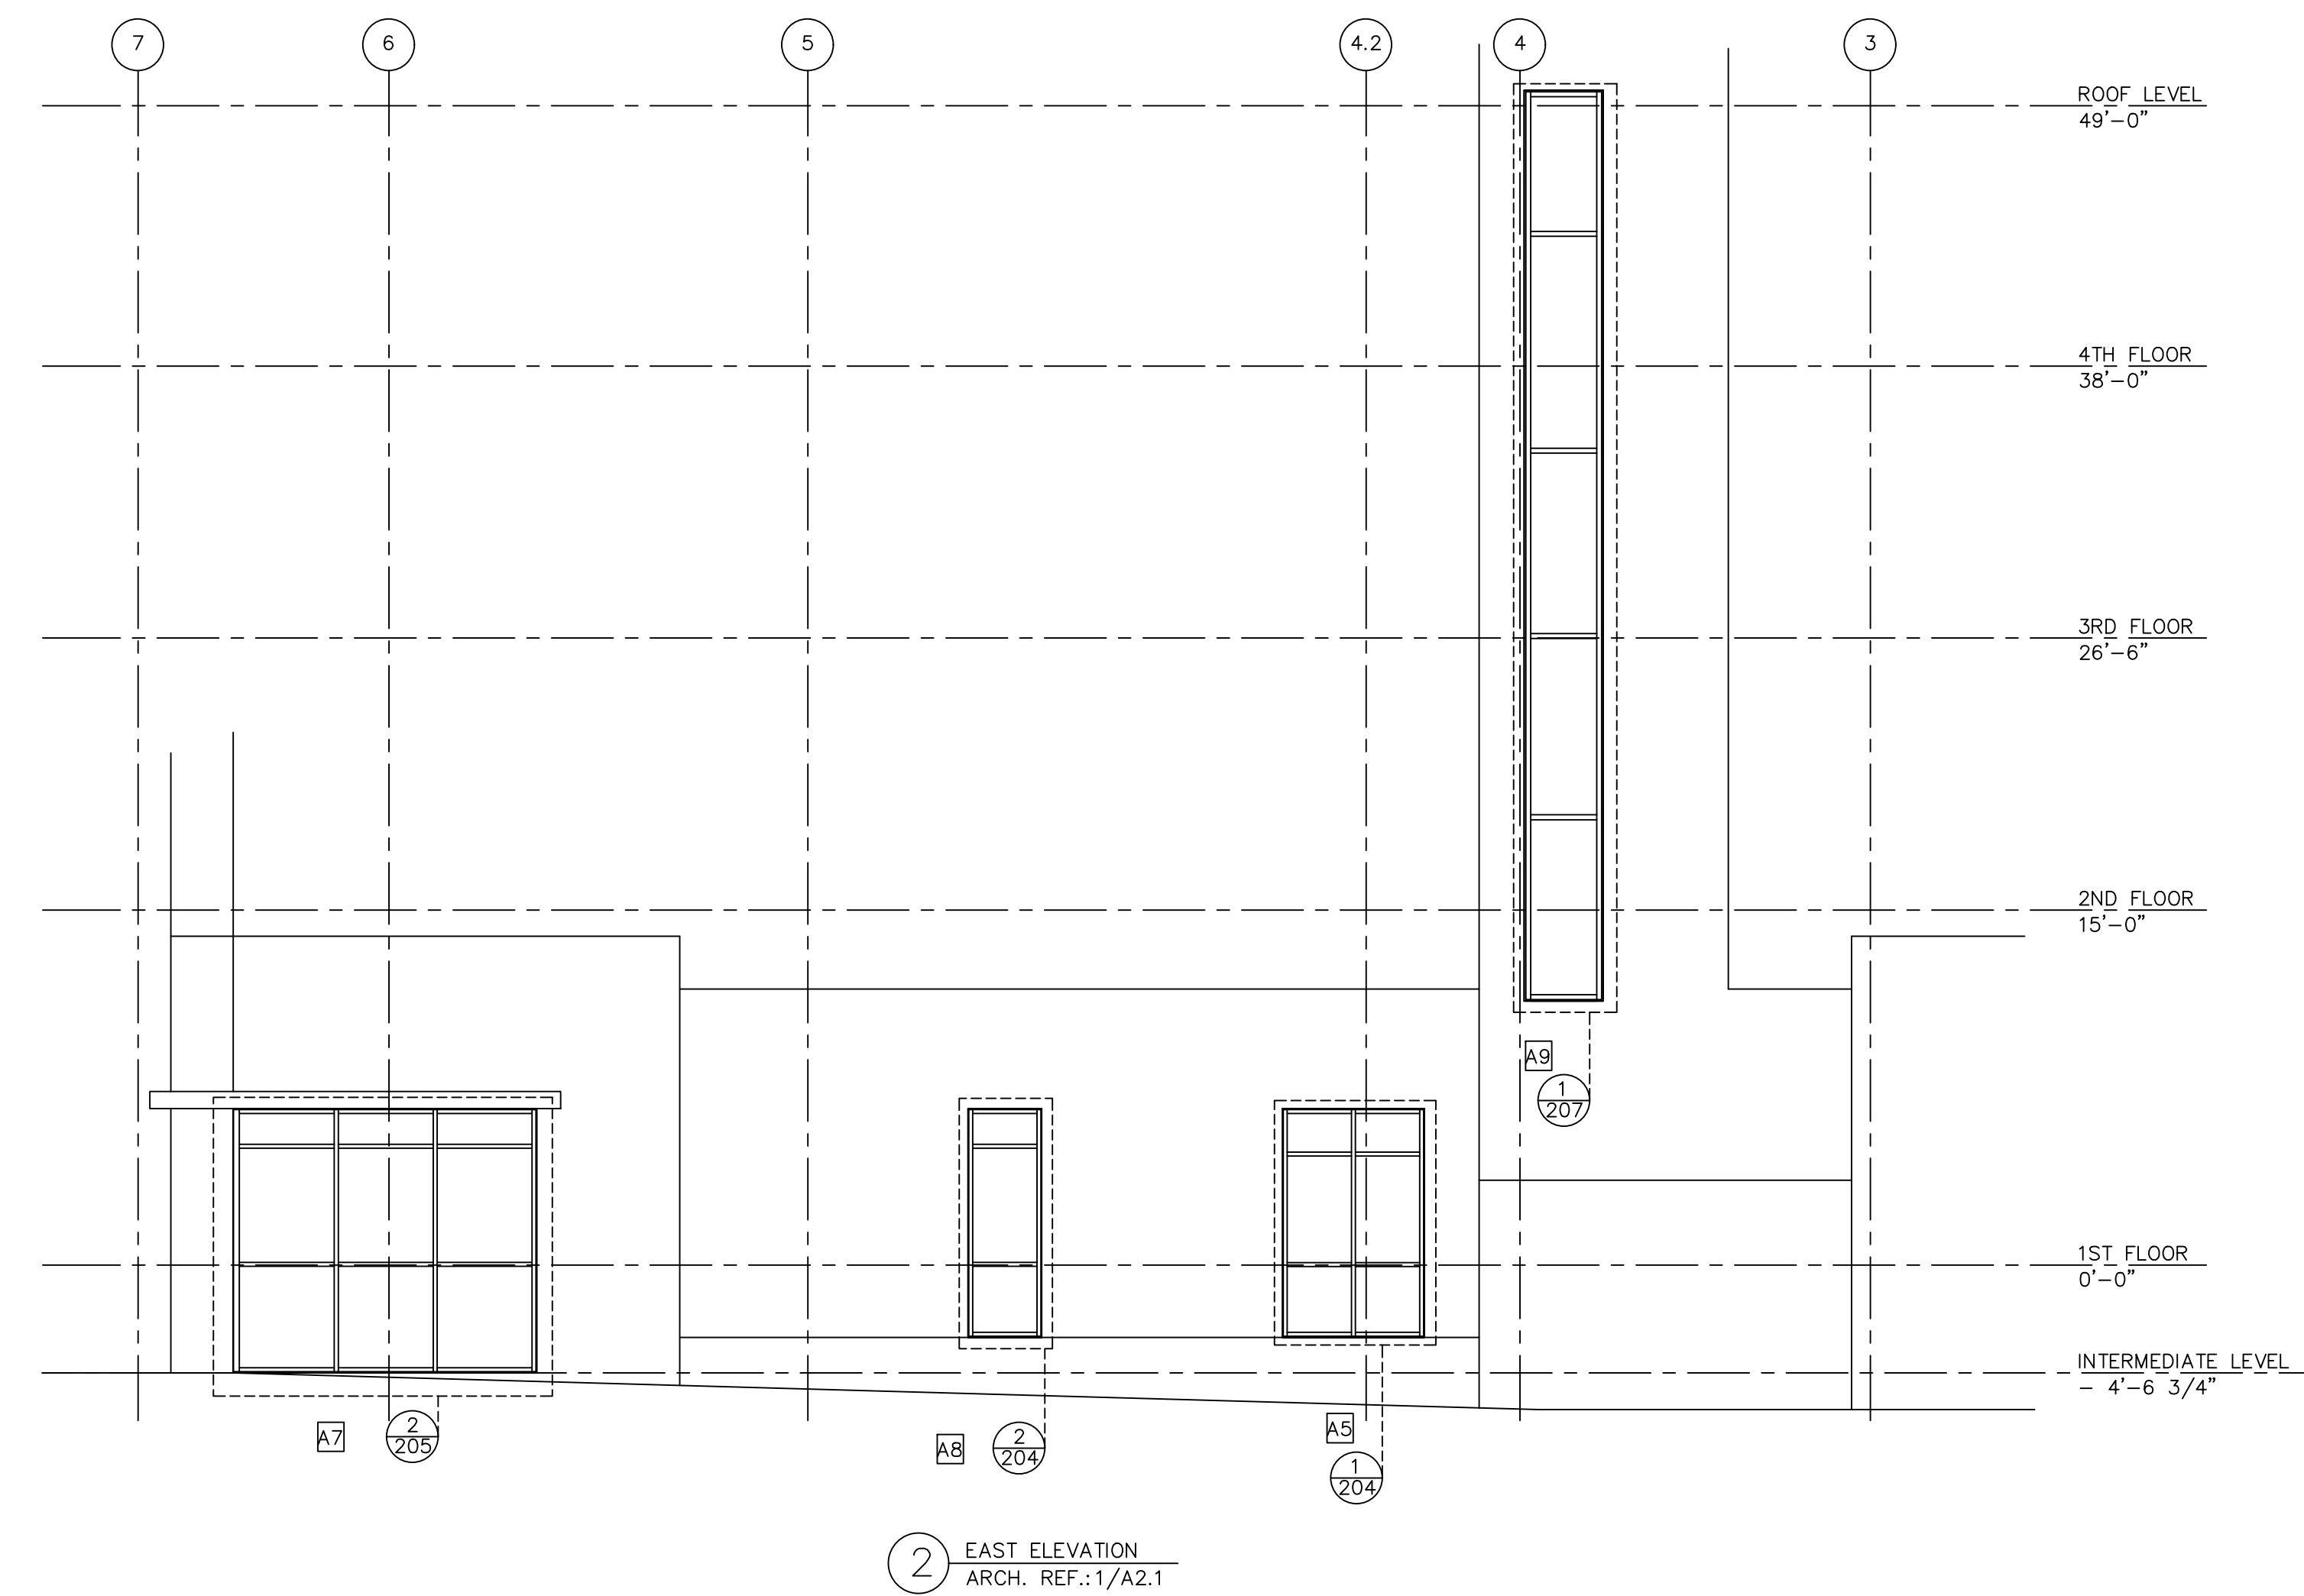 7
6
5
4.2
4
3
ROOF LEVEL
49'-0"
4TH FLOOR
38'-0"
3RD FLOOR
26'-6"
2ND FLOOR
15'-0"
A9
1
207
1ST FLOOR
0'-0"
INTERMEDIATE LEVEL
- 4'-6 3/4"
A7
2
205
A8
2
204
A5
1
204
2
EAST ELEVATION
ARCH. REF.:1/A2.1